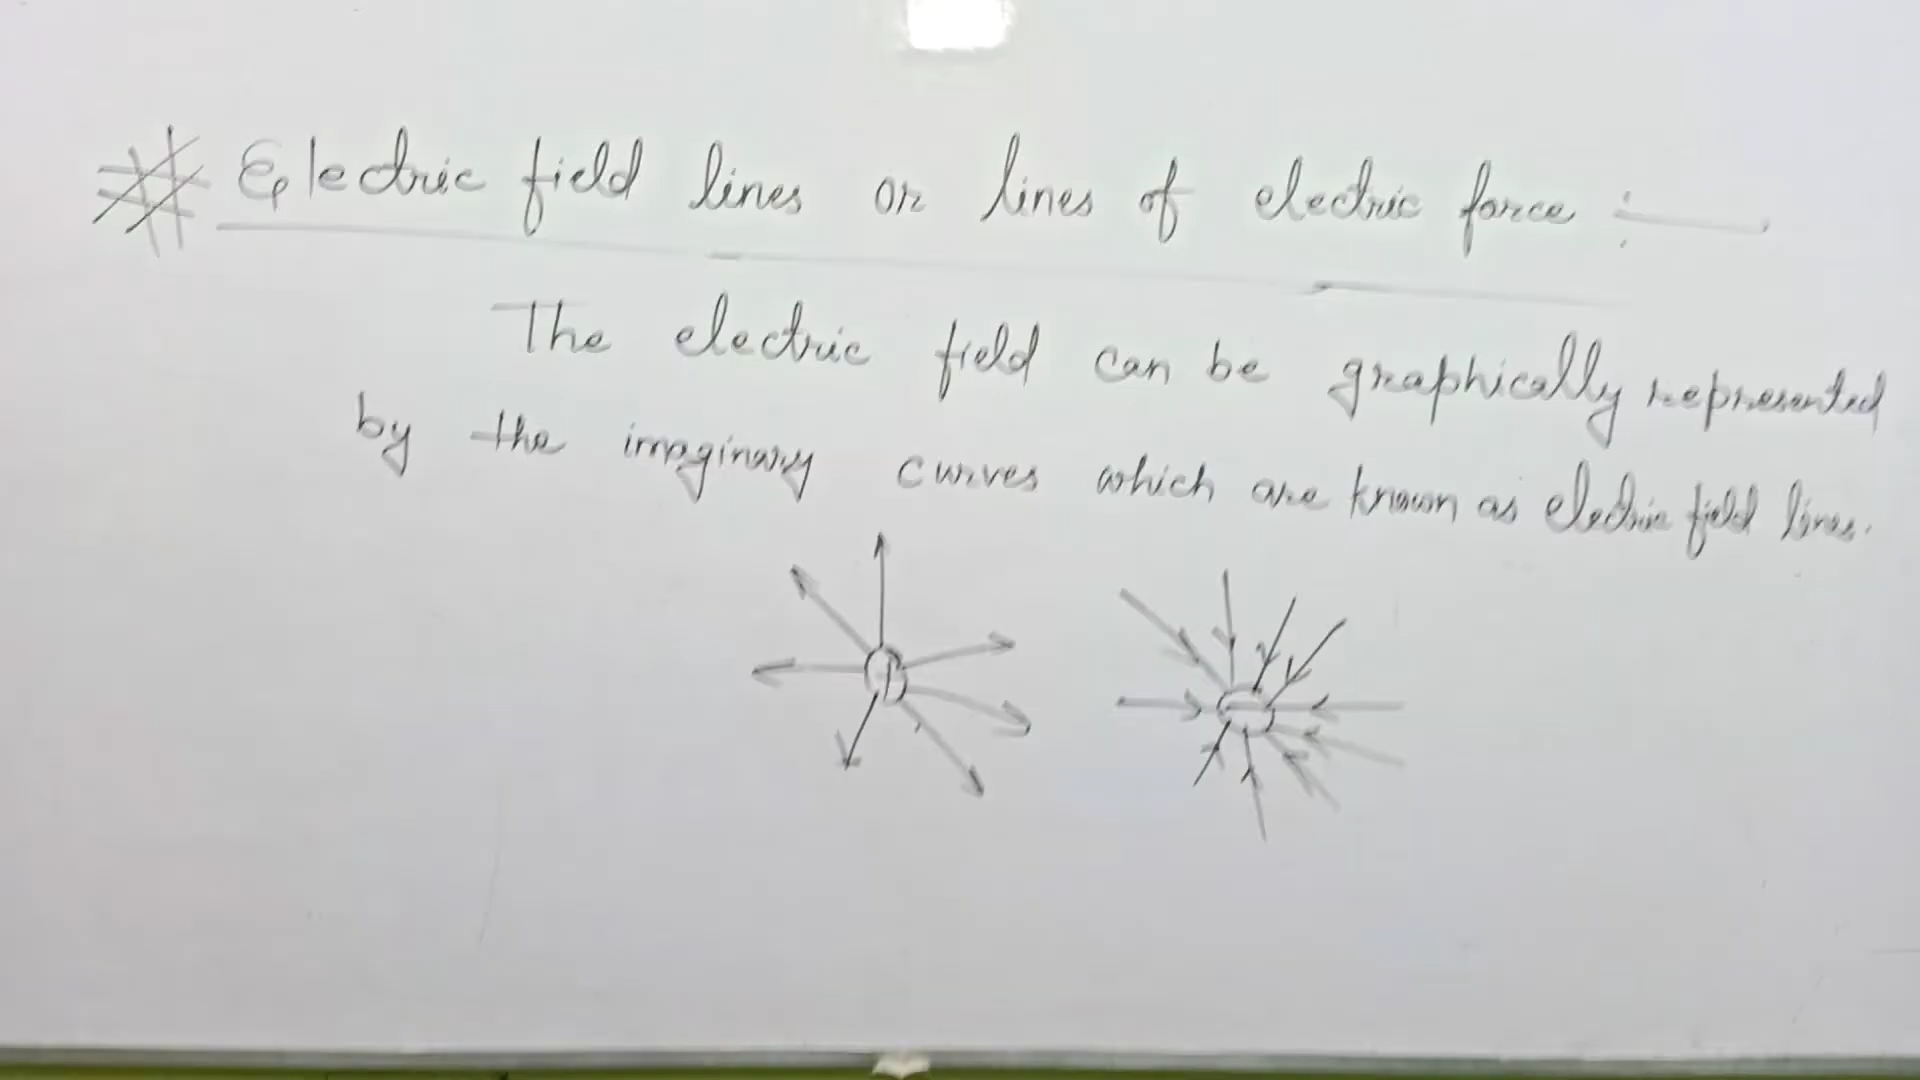 Electric field lines or lines of electric force :—
The electric field can be graphically represented
by the imaginary curves which are known as electric field lines.